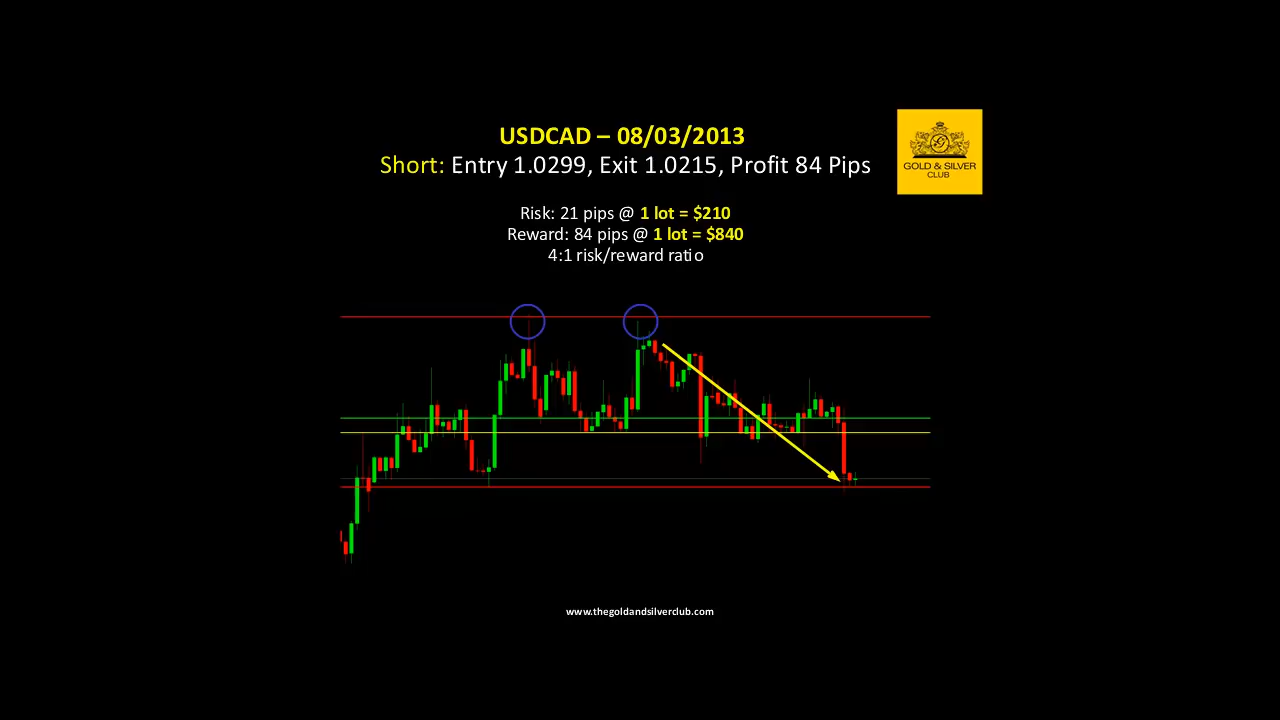 USDCAD – 08/03/2013
Short: Entry 1.0299, Exit 1.0215, Profit 84 Pips
GOLD & SILVER
CLUB
Risk: 21 pips @ 1 lot = $210
Reward: 84 pips @ 1 lot = $840
4:1 risk/reward ratio
www.thegoldandsilverclub.com